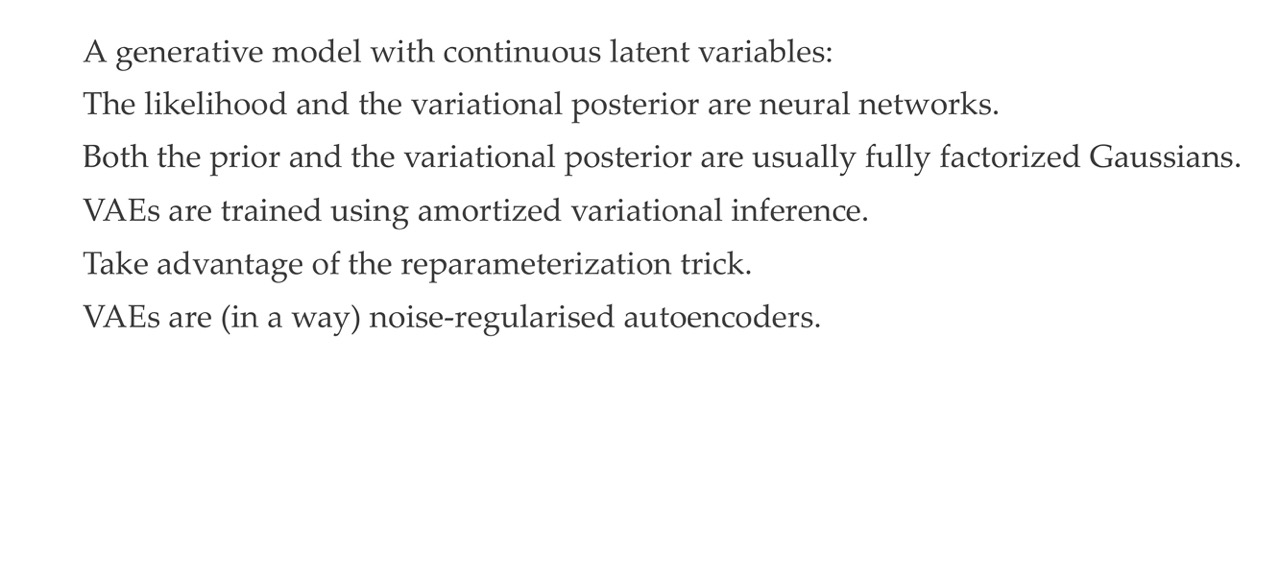 A generative model with continuous latent variables:
The likelihood and the variational posterior are neural networks.
Both the prior and the variational posterior are usually fully factorized Gaussians.
VAEs are trained using amortized variational inference.
Take advantage of the reparameterization trick.
VAEs are (in a way) noise-regularised autoencoders.